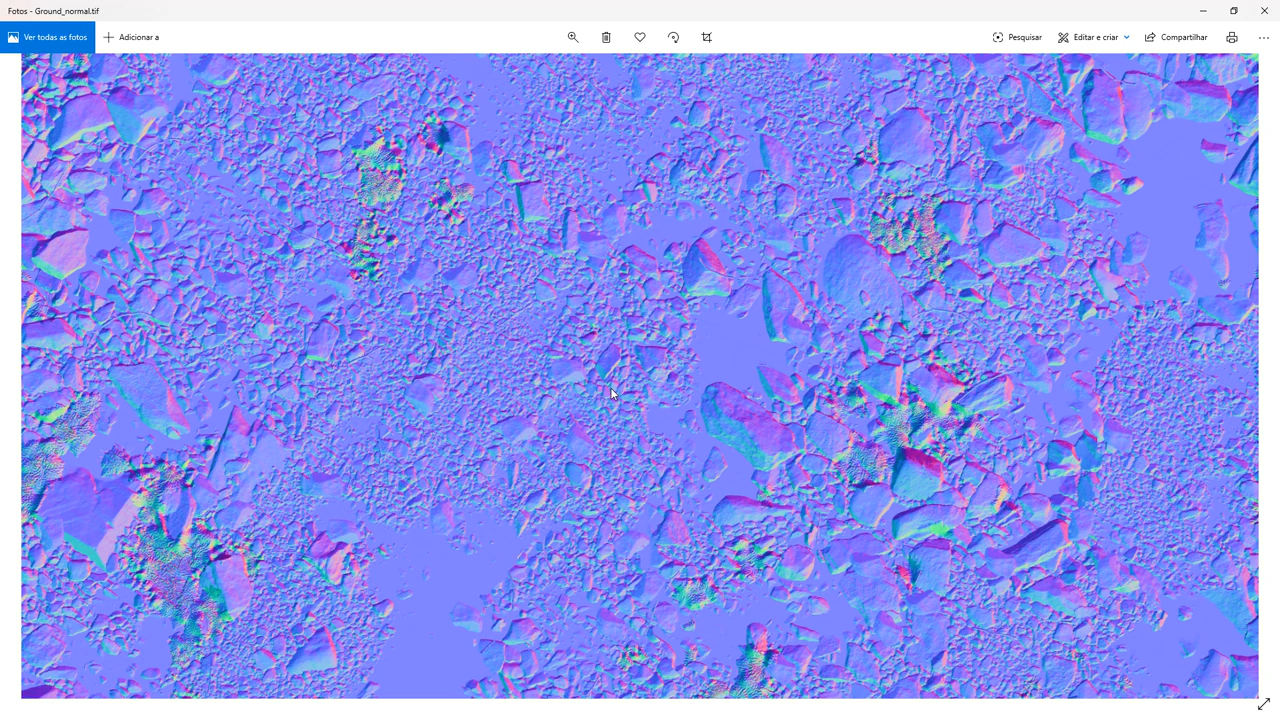 Fotos - Ground_normal.tif
Ver todas as fotos
Adicionar a
Pesquisar
Editar e criar
Compartilhar